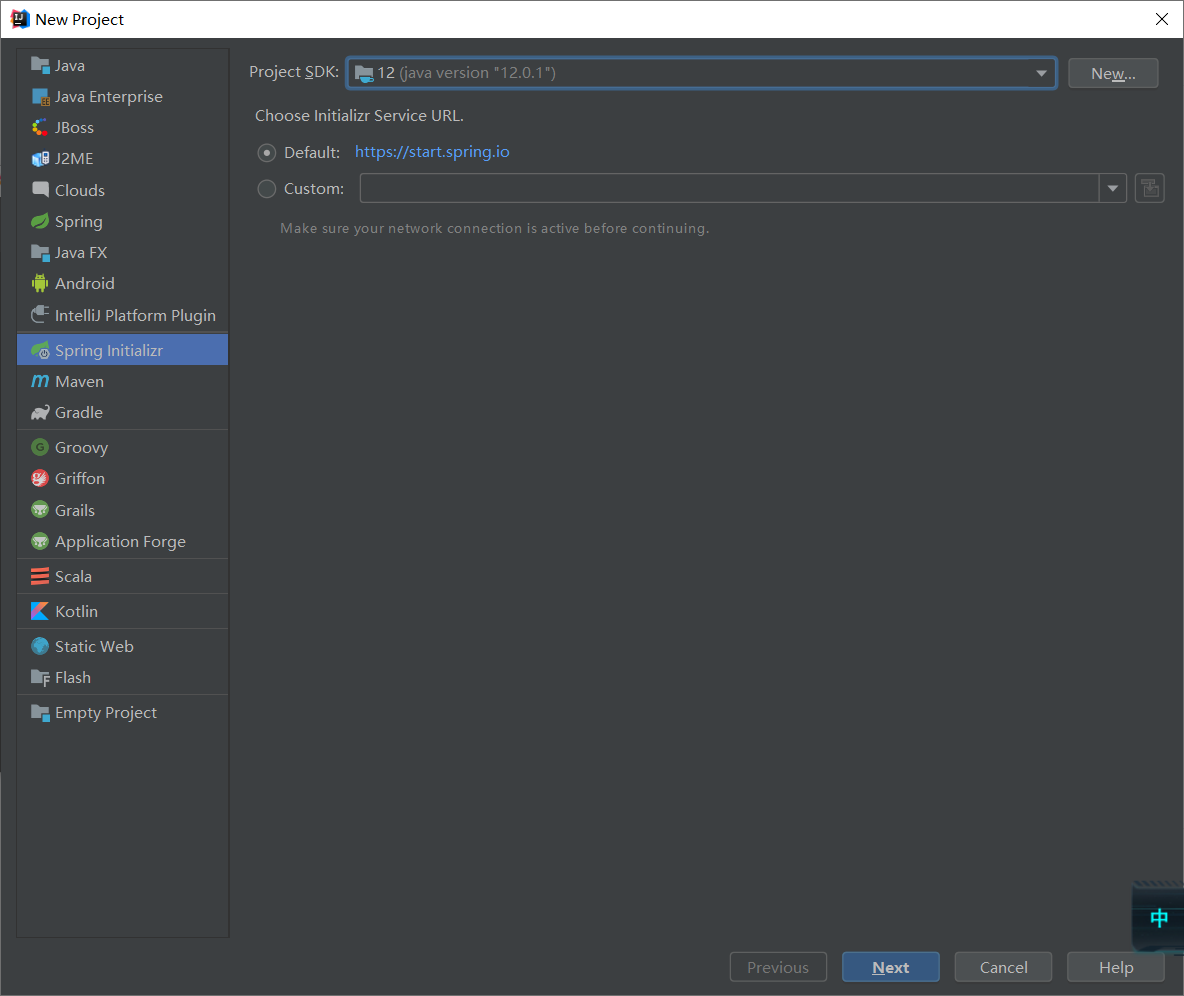 New Project
Java
Java Enterprise
JBoss
J2ME
Clouds
Spring
Java FX
Android
IntelliJ Platform Plugin
Spring Initializr
Maven
Gradle
Groovy
Griffon
Grails
Application Forge
Scala
Kotlin
Static Web
Flash
Empty Project
Project SDK: 12 (java version "12.0.1") New...
Choose Initializr Service URL.
Default: https://start.spring.io
Custom:
Make sure your network connection is active before continuing.
中
Previous Next Cancel Help